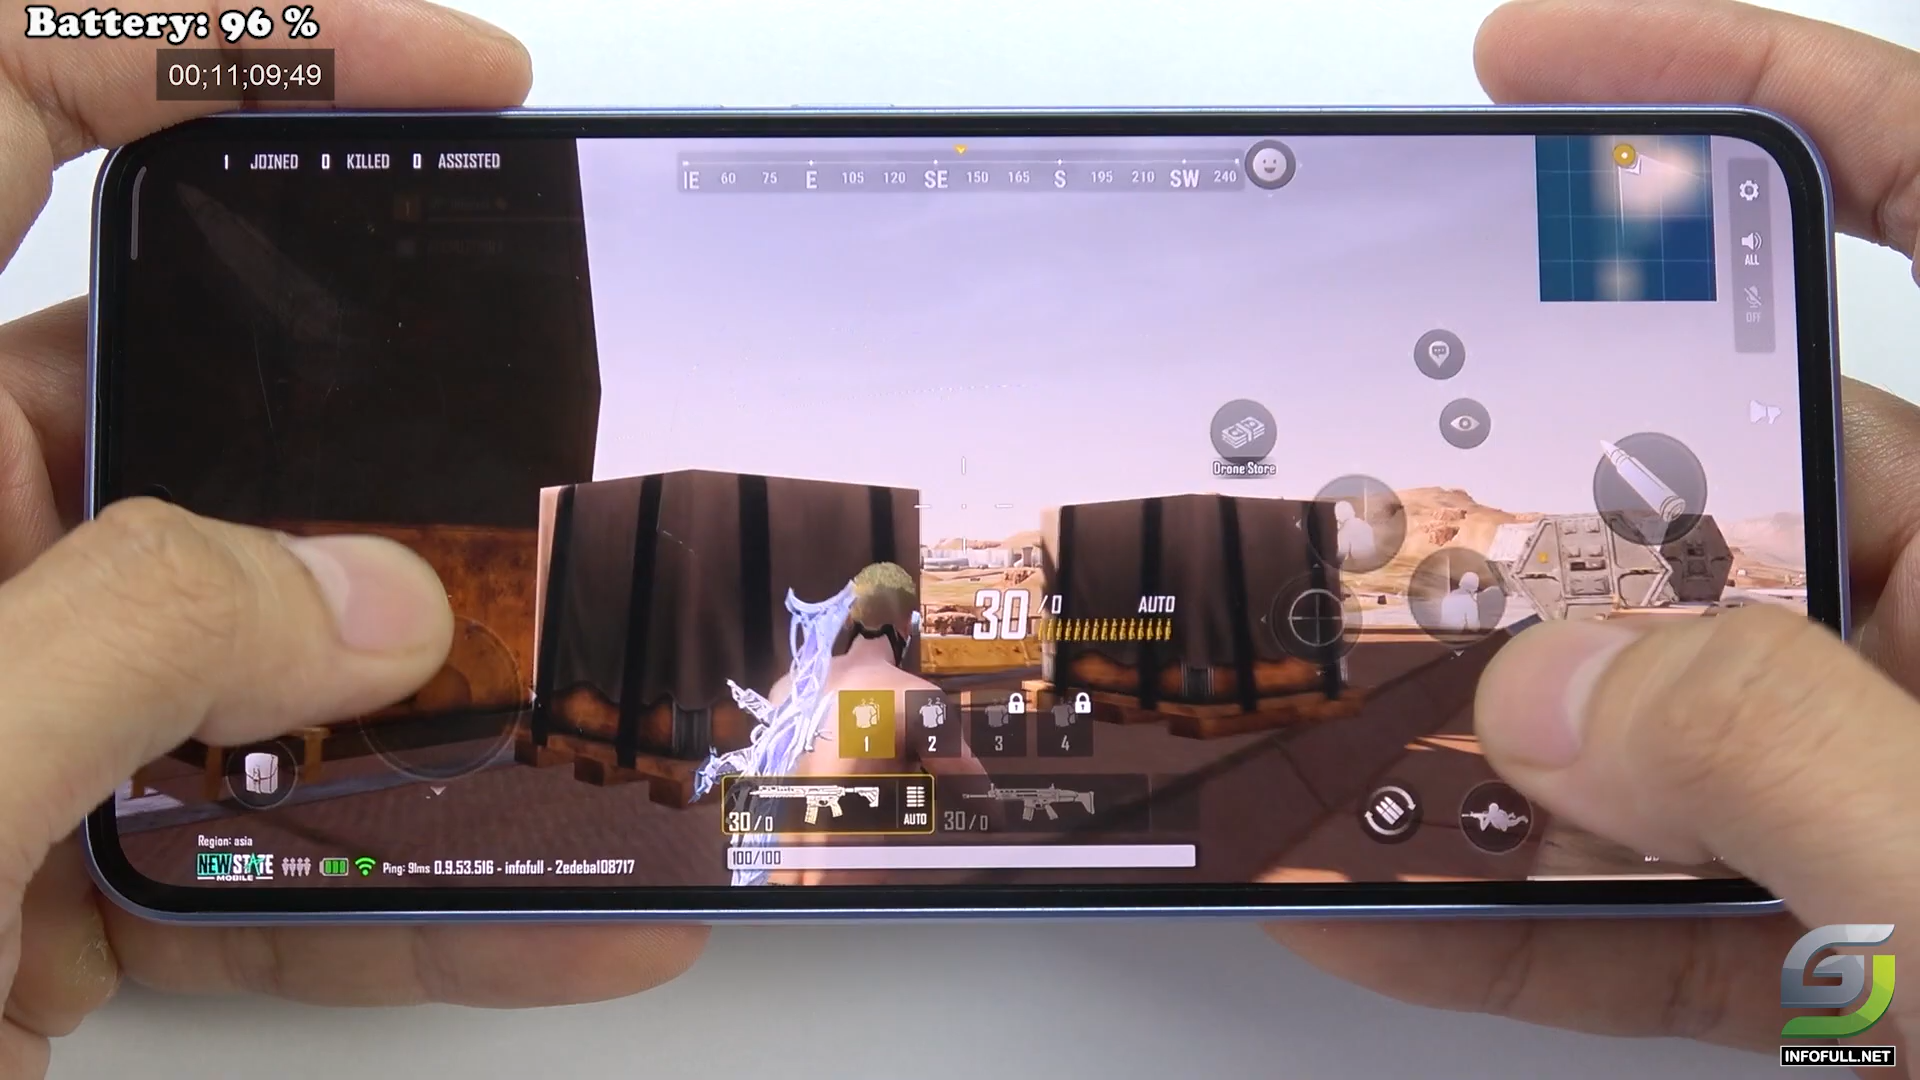 Battery: 96 %
00;11;09;49
1 JOINED 0 KILLED 0 ASSISTED
60 75 E 105 120 SE 150 165 S 195 210 SW 240
ALL
OFF
Drone Store
30/0 AUTO
1 2 3 4
30/0 AUTO 30/0
100/100
Region: asia
NEW STATE
MOBILE
Ping: 91ms 0.9.53.516 - infofull - 2edeba108717
INFOFULL.NET